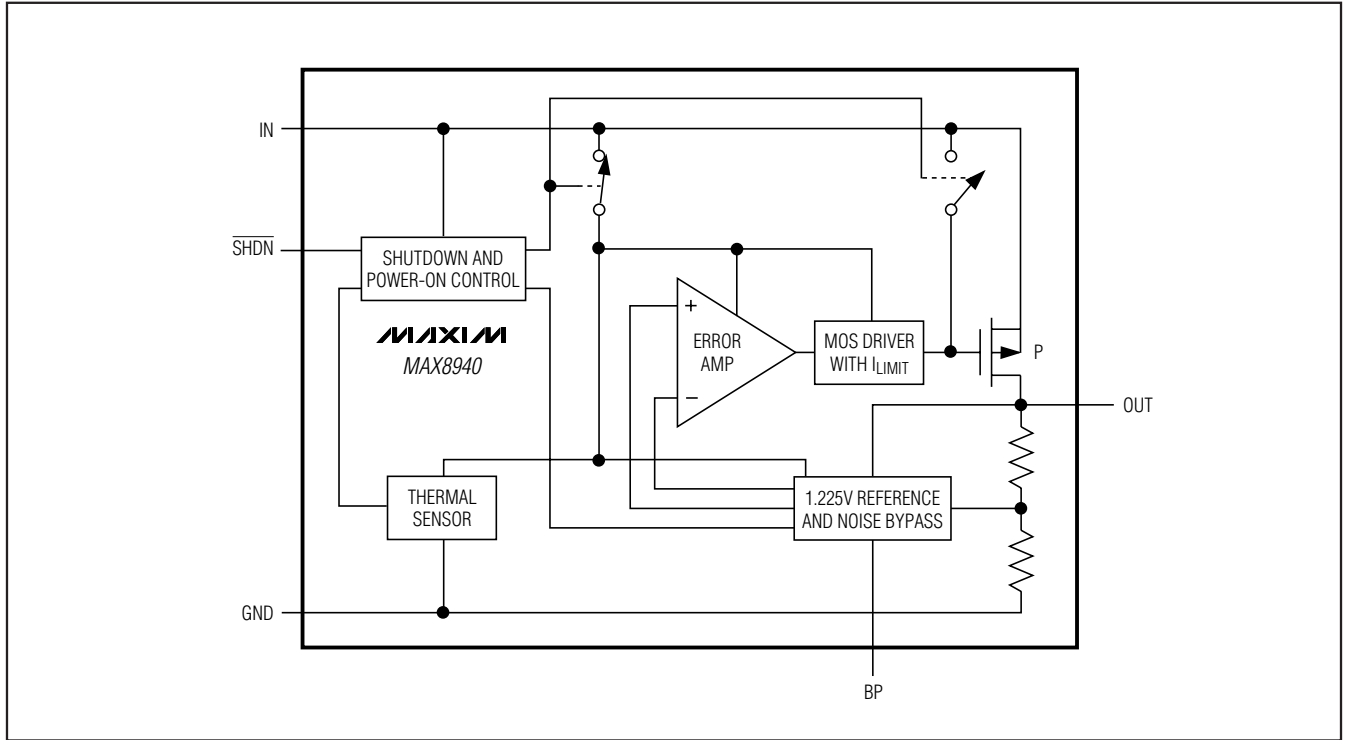 IN
SHDN
SHUTDOWN AND
POWER-ON CONTROL
MAXIM
MAX8940
+
ERROR
AMP
−
MOS DRIVER
WITH ILIMIT
P
OUT
THERMAL
SENSOR
1.225V REFERENCE
AND NOISE BYPASS
GND
BP